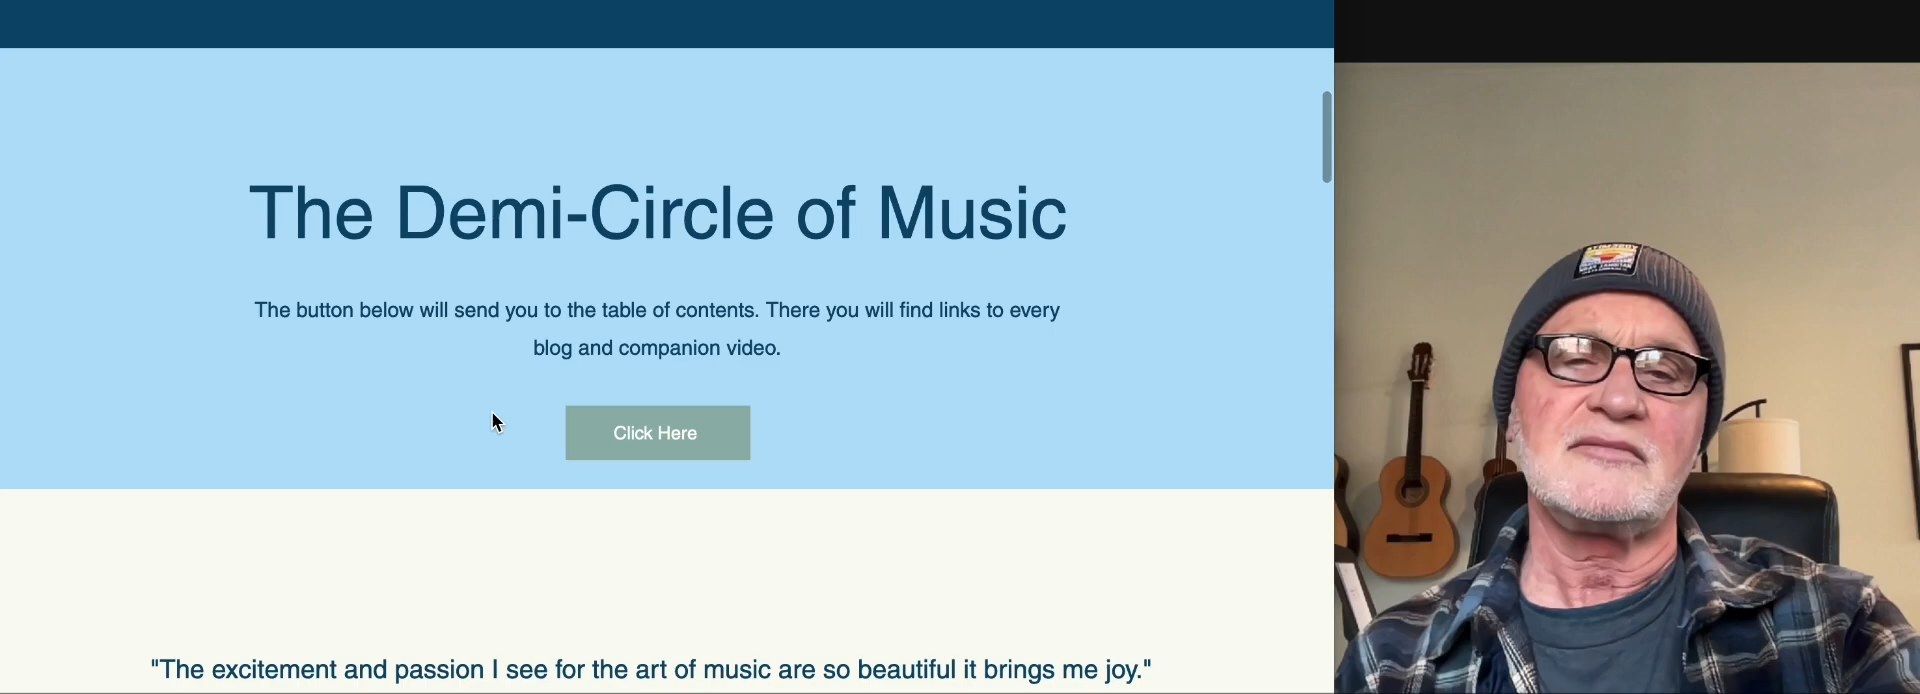 The Demi-Circle of Music
The button below will send you to the table of contents. There you will find links to every
blog and companion video.
Click Here
"The excitement and passion I see for the art of music are so beautiful it brings me joy."